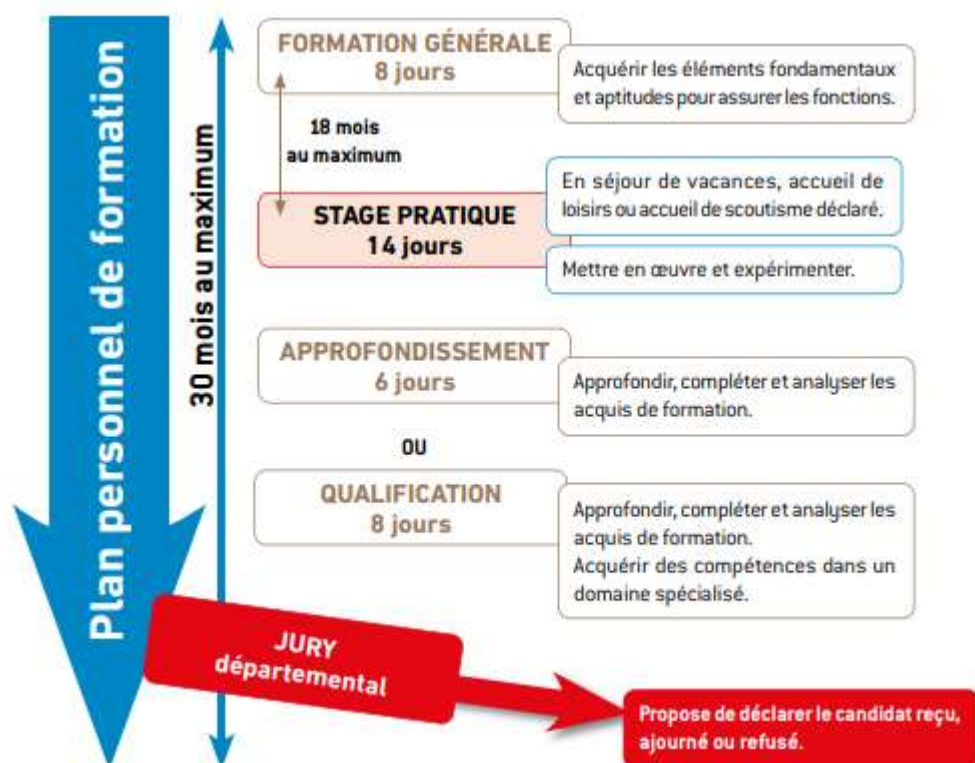 Plan personnel de formation
30 mois au maximum
FORMATION GÉNÉRALE
8 jours
Acquérir les éléments fondamentaux
et aptitudes pour assurer les fonctions.
18 mois
au maximum
STAGE PRATIQUE
14 jours
En séjour de vacances, accueil de
loisirs ou accueil de scoutisme déclaré.
Mettre en œuvre et expérimenter.
APPROFONDISSEMENT
6 jours
Approfondir, compléter et analyser les
acquis de formation.
OU
QUALIFICATION
8 jours
Approfondir, compléter et analyser les
acquis de formation.
Acquérir des compétences dans un
domaine spécialisé.
JURY
départemental
Propose de déclarer le candidat reçu,
ajourné ou refusé.